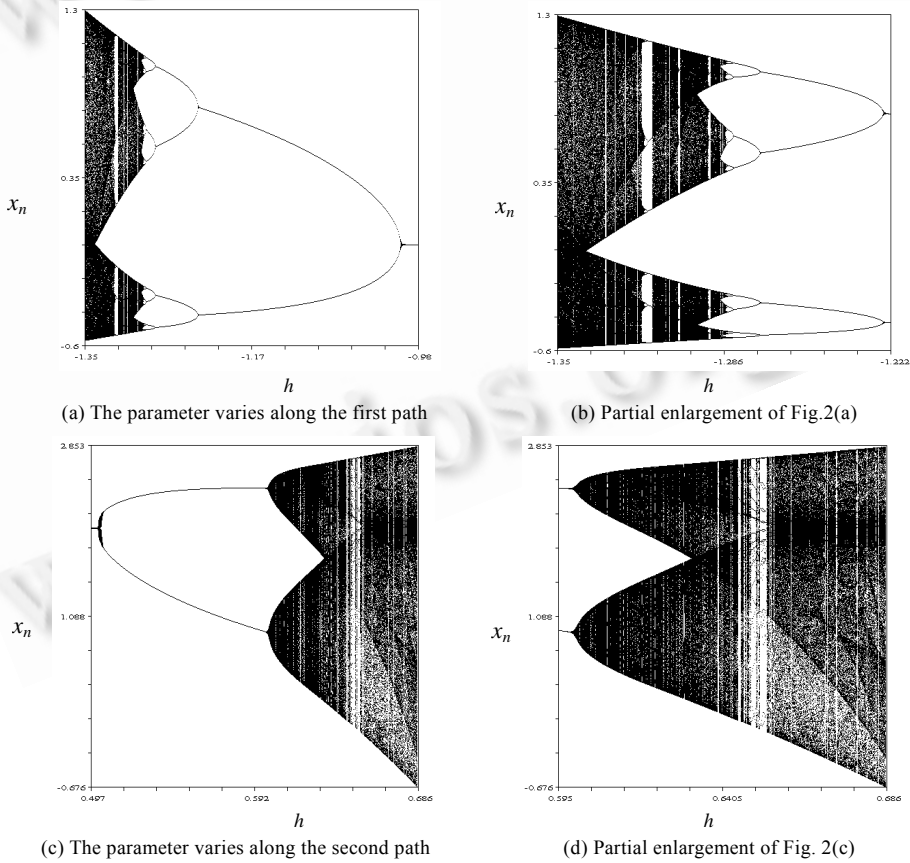 1.3
1.3
0.35
0.35
x_n
x_n
-0.6
-0.6
-1.35
-1.17
-0.98
-1.35
-1.286
-1.222
h
h
(a) The parameter varies along the first path
(b) Partial enlargement of Fig.2(a)
2.853
2.853
1.088
1.088
x_n
x_n
-0.676
-0.676
0.497
0.592
0.686
0.595
0.6405
0.686
h
h
(c) The parameter varies along the second path
(d) Partial enlargement of Fig. 2(c)